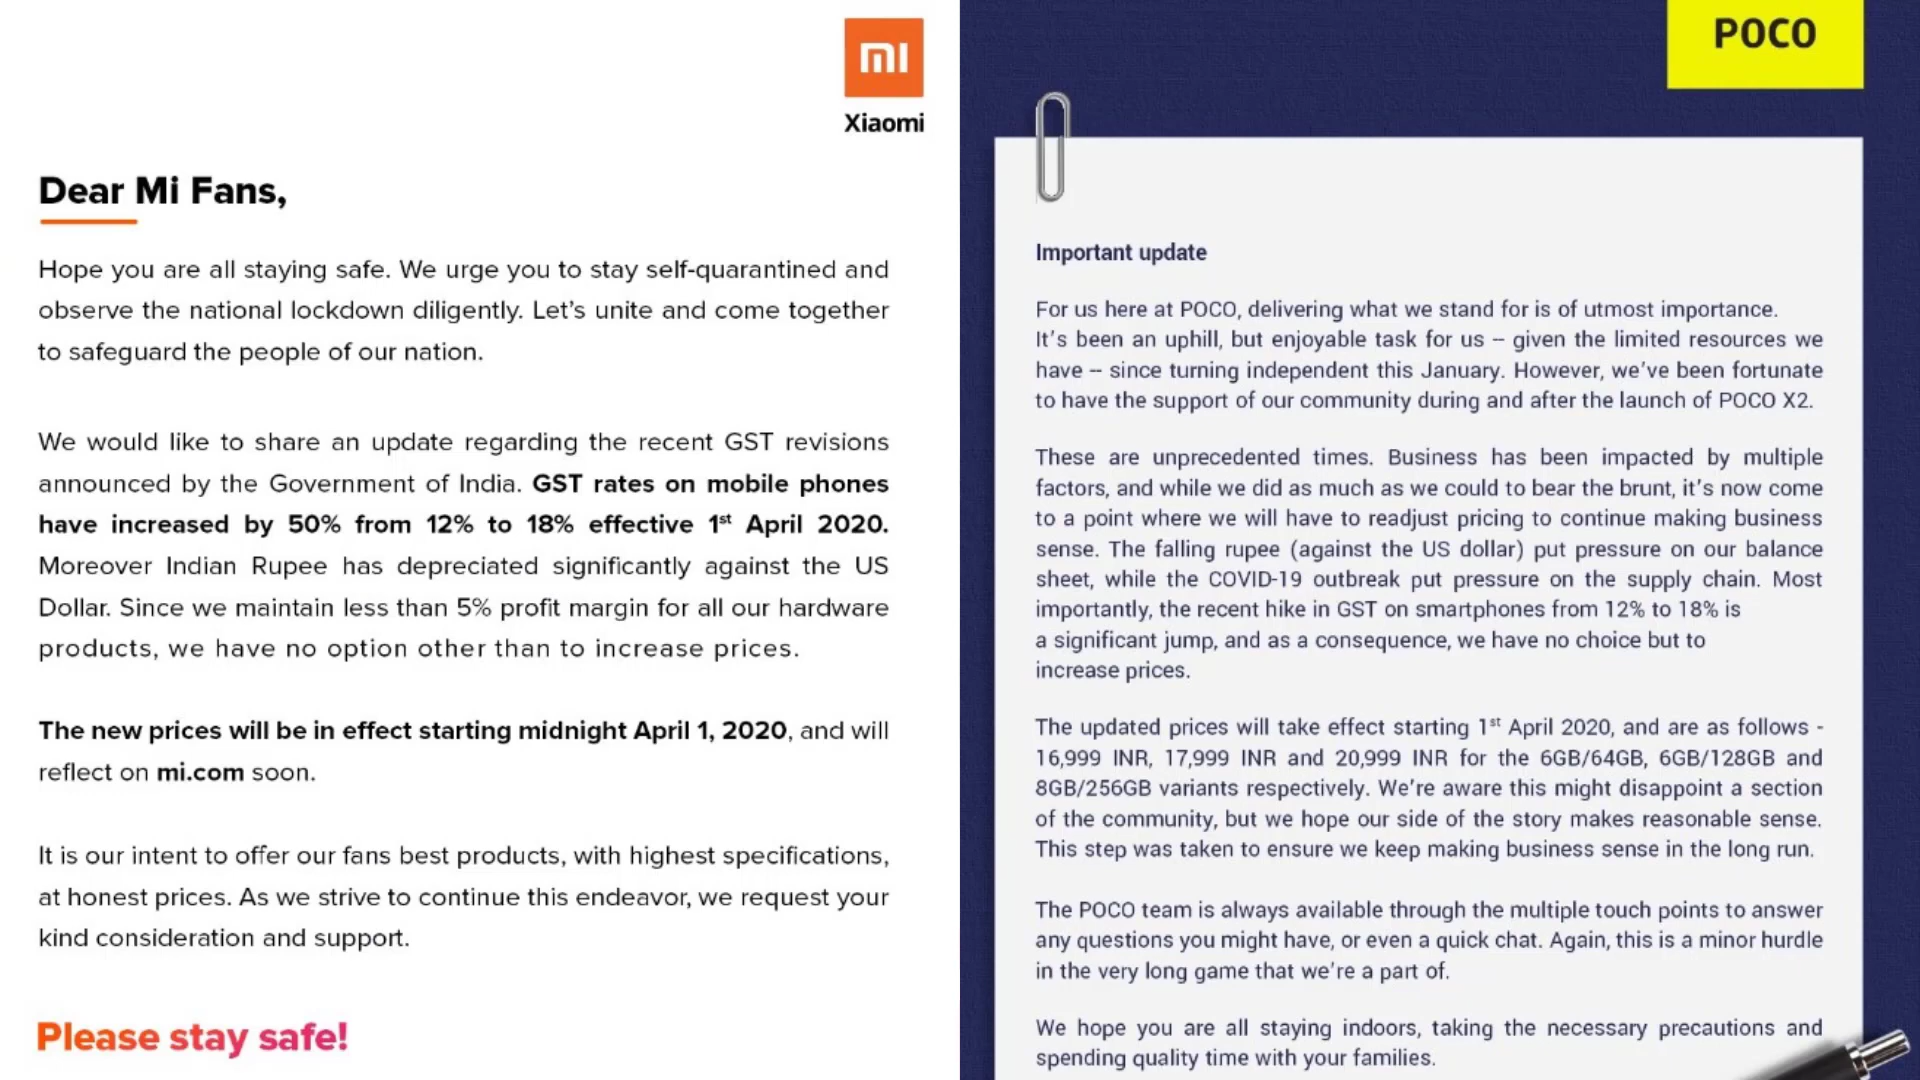 mi
Xiaomi
Dear Mi Fans,
Hope you are all staying safe. We urge you to stay self-quarantined and
observe the national lockdown diligently. Let's unite and come together
to safeguard the people of our nation.
We would like to share an update regarding the recent GST revisions
announced by the Government of India. GST rates on mobile phones
have increased by 50% from 12% to 18% effective 1st April 2020.
Moreover Indian Rupee has depreciated significantly against the US
Dollar. Since we maintain less than 5% profit margin for all our hardware
products, we have no option other than to increase prices.
The new prices will be in effect starting midnight April 1, 2020, and will
reflect on mi.com soon.
It is our intent to offer our fans best products, with highest specifications,
at honest prices. As we strive to continue this endeavor, we request your
kind consideration and support.
Please stay safe!
POCO
Important update
For us here at POCO, delivering what we stand for is of utmost importance.
It's been an uphill, but enjoyable task for us -- given the limited resources we
have -- since turning independent this January. However, we've been fortunate
to have the support of our community during and after the launch of POCO X2.
These are unprecedented times. Business has been impacted by multiple
factors, and while we did as much as we could to bear the brunt, it's now come
to a point where we will have to readjust pricing to continue making business
sense. The falling rupee (against the US dollar) put pressure on our balance
sheet, while the COVID-19 outbreak put pressure on the supply chain. Most
importantly, the recent hike in GST on smartphones from 12% to 18% is
a significant jump, and as a consequence, we have no choice but to
increase prices.
The updated prices will take effect starting 1st April 2020, and are as follows -
16,999 INR, 17,999 INR and 20,999 INR for the 6GB/64GB, 6GB/128GB and
8GB/256GB variants respectively. We're aware this might disappoint a section
of the community, but we hope our side of the story makes reasonable sense.
This step was taken to ensure we keep making business sense in the long run.
The POCO team is always available through the multiple touch points to answer
any questions you might have, or even a quick chat. Again, this is a minor hurdle
in the very long game that we're a part of.
We hope you are all staying indoors, taking the necessary precautions and
spending quality time with your families.